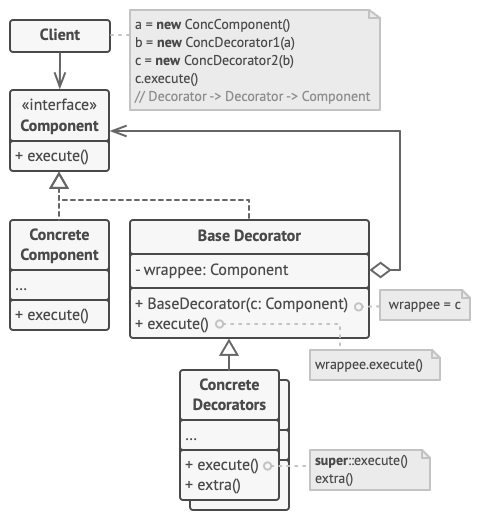 Client
a = new ConcComponent()
b = new ConcDecorator1(a)
c = new ConcDecorator2(b)
c.execute()
// Decorator -> Decorator -> Component
«interface»
Component
+ execute()
Concrete
Component
...
+ execute()
Base Decorator
- wrappee: Component
+ BaseDecorator(c: Component)
+ execute()
wrappee = c
wrappee.execute()
Concrete
Decorators
...
+ execute()
+ extra()
super::execute()
extra()